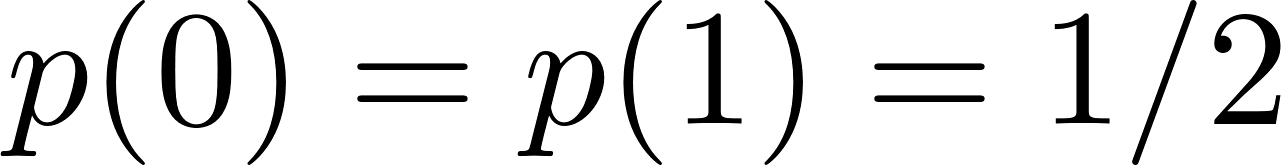 p(0) = p(1) = 1/2